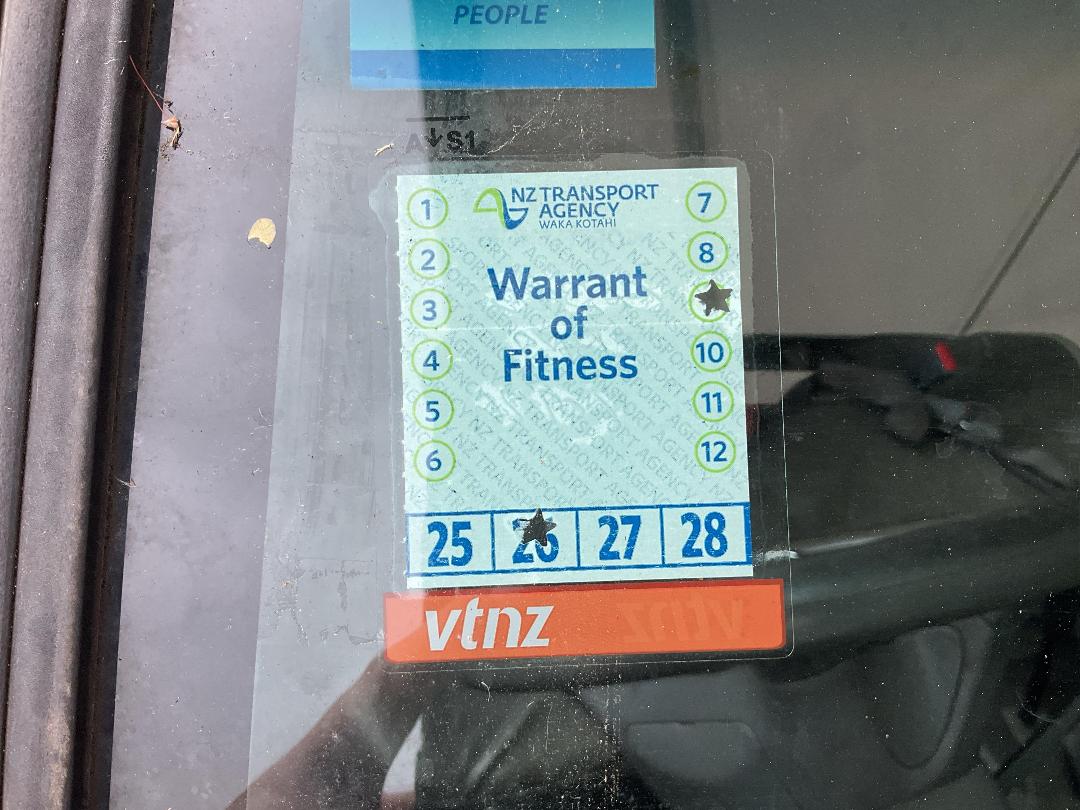 PEOPLE
A↓S1
NZ TRANSPORT
AGENCY
WAKA KOTAHI
1
2
3
4
5
6
7
8
10
11
12
Warrant
of
Fitness
25 26 27 28
vtnz